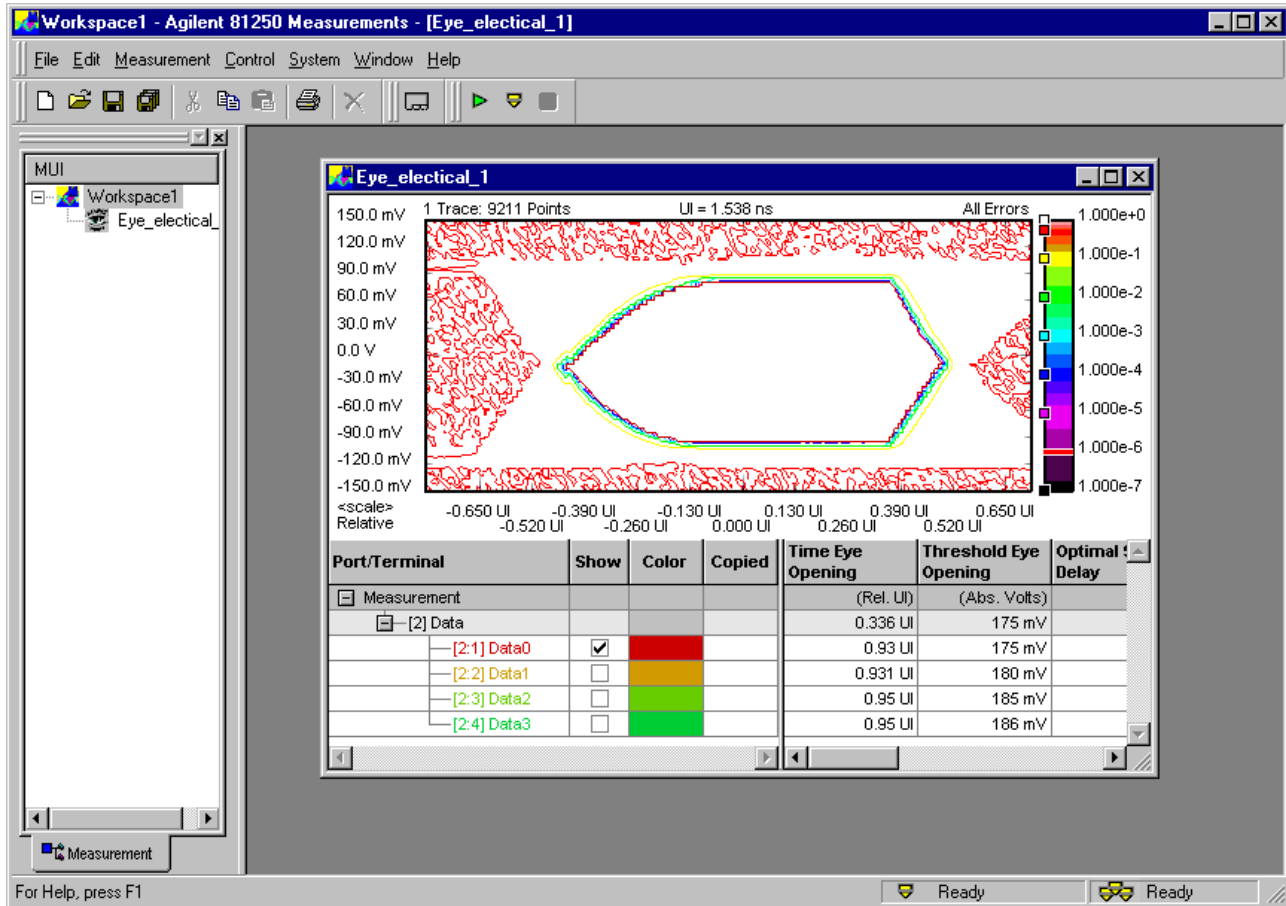 Workspace1 - Agilent 81250 Measurements - [Eye_electical_1]
File Edit Measurement Control System Window Help
MUI
Workspace1
Eye_electical_
Measurement
Eye_electical_1
1 Trace: 9211 Points UI = 1.538 ns All Errors
150.0 mV
120.0 mV
90.0 mV
60.0 mV
30.0 mV
0.0 V
-30.0 mV
-60.0 mV
-90.0 mV
-120.0 mV
-150.0 mV
1.000e+0
1.000e-1
1.000e-2
1.000e-3
1.000e-4
1.000e-5
1.000e-6
1.000e-7
<scale>
Relative
-0.650 UI -0.390 UI -0.130 UI 0.130 UI 0.390 UI 0.650 UI
-0.520 UI -0.260 UI 0.000 UI 0.260 UI 0.520 UI
Port/Terminal Show Color Copied Time Eye Opening Threshold Eye Opening Optimal Delay
Measurement (Rel. UI) (Abs. Volts)
[2] Data 0.336 UI 175 mV
[2:1] Data0 0.93 UI 175 mV
[2:2] Data1 0.931 UI 180 mV
[2:3] Data2 0.95 UI 185 mV
[2:4] Data3 0.95 UI 186 mV
For Help, press F1 Ready Ready